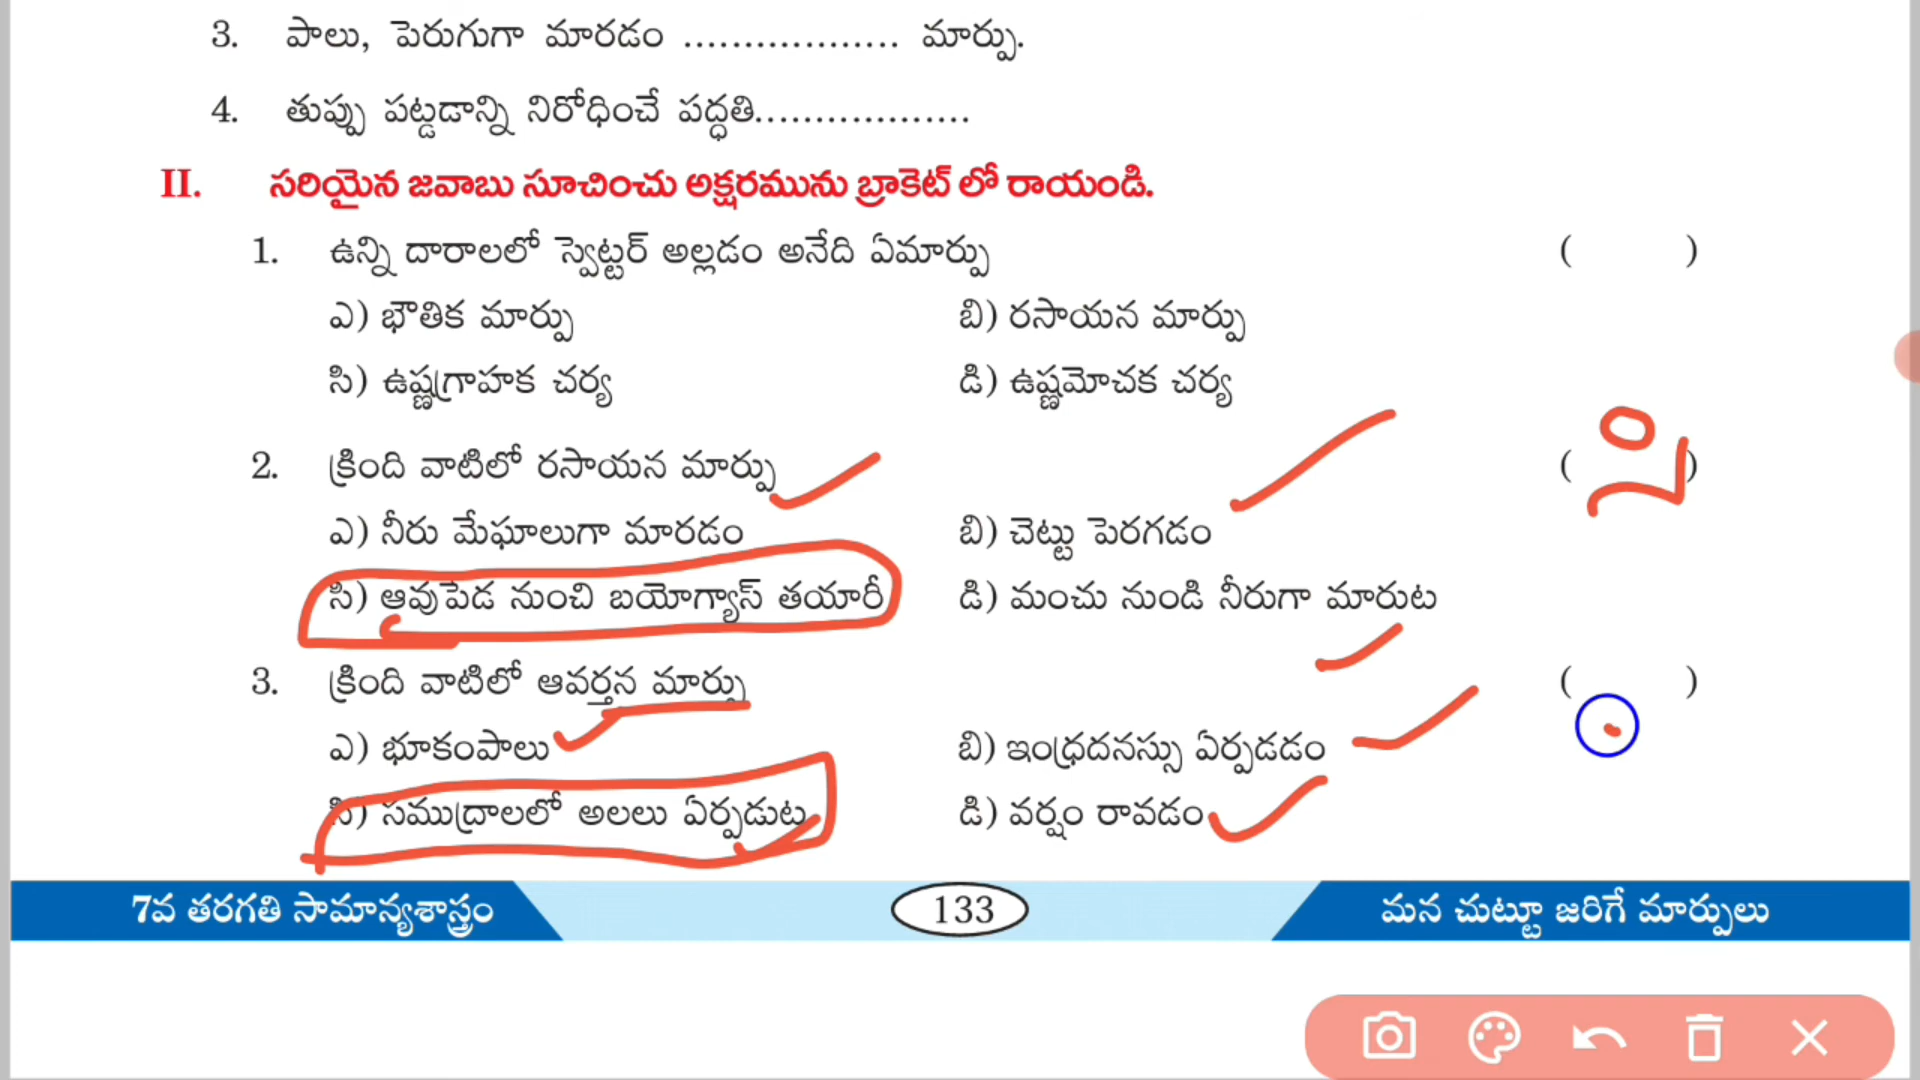 3. పాలు, పెరుగుగా మారడం .................. మార్పు.
4. తుప్పు పట్టడాన్ని నిరోధించే పద్ధతి..................
II. సరియైన జవాబు సూచించు అక్షరమును బ్రాకెట్ లో రాయండి.
1. ఉన్ని దారాలలో స్వెట్టర్ అల్లడం అనేది ఏమార్పు ( )
ఎ) భౌతిక మార్పు బి) రసాయన మార్పు
సి) ఉష్ణగ్రాహక చర్య డి) ఉష్ణమోచక చర్య
2. క్రింది వాటిలో రసాయన మార్పు ( )
ఎ) నీరు మేఘాలుగా మారడం బి) చెట్టు పెరగడం
సి) ఆవుపేడ నుంచి బయోగ్యాస్ తయారీ డి) మంచు నుండి నీరుగా మారుట
3. క్రింది వాటిలో ఆవర్తన మార్పు ( )
ఎ) భూకంపాలు బి) ఇంద్రదనస్సు ఏర్పడడం
సి) సముద్రాలలో అలలు ఏర్పడుట డి) వర్షం రావడం
7వ తరగతి సామాన్యశాస్త్రం 133 మన చుట్టూ జరిగే మార్పులు